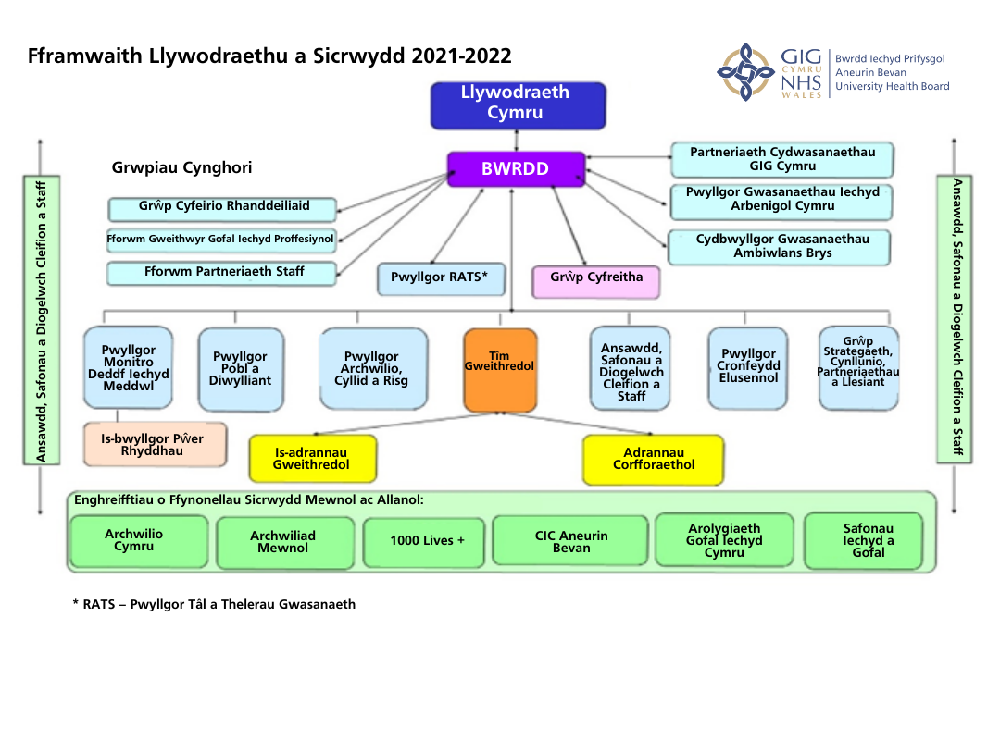 Fframwaith Llywodraethu a Sicrwydd 2021-2022
GIG
CYMRU
NHS
WALES
Bwrdd Iechyd Prifysgol
Aneurin Bevan
University Health Board
Llywodraeth
Cymru
BWRDD
Grwpiau Cynghori
Grŵp Cyfeirio Rhanddeiliaid
Fforwm Gweithwyr Gofal Iechyd Proffesiynol
Fforwm Partneriaeth Staff
Partneriaeth Cydwasanaethau
GIG Cymru
Pwyllgor Gwasanaethau Iechyd
Arbenigol Cymru
Cydbwyllgor Gwasanaethau
Ambiwlans Brys
Pwyllgor RATS*
Grŵp Cyfreitha
Ansawdd, Safonau a Diogelwch Cleifion a Staff
Ansawdd, Safonau a Diogelwch Cleifion a Staff
Pwyllgor
Monitro
Deddf Iechyd
Meddwl
Pwyllgor
Pobl a
Diwylliant
Pwyllgor
Archwilio,
Cyllid a Risg
Tîm
Gweithredol
Ansawdd,
Safonau a
Diogelwch
Cleifion a
Staff
Pwyllgor
Cronfeydd
Elusennol
Grŵp
Strategaeth,
Cynllunio,
Partneriaethau
a Llesiant
Is-bwyllgor Pŵer
Rhyddhau
Is-adrannau
Gweithredol
Adrannau
Corfforaethol
Enghreifftiau o Ffynonellau Sicrwydd Mewnol ac Allanol:
Archwilio
Cymru
Archwiliad
Mewnol
1000 Lives +
CIC Aneurin
Bevan
Arolygiaeth
Gofal Iechyd
Cymru
Safonau
Iechyd a
Gofal
* RATS – Pwyllgor Tâl a Thelerau Gwasanaeth